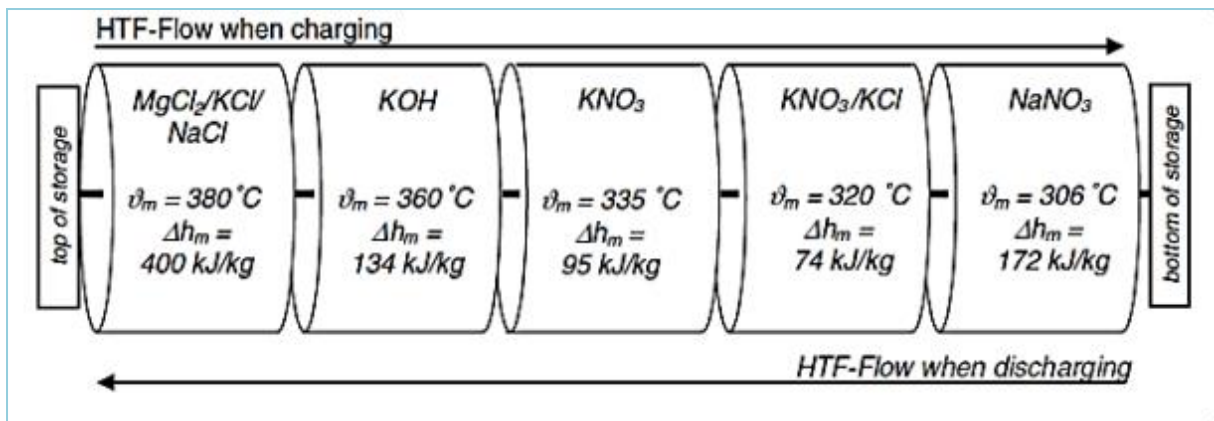 HTF-Flow when charging
top of storage
MgCl₂/KCl/
NaCl
ϑₘ = 380 °C
Δhₘ =
400 kJ/kg
KOH
ϑₘ = 360 °C
Δhₘ =
134 kJ/kg
KNO₃
ϑₘ = 335 °C
Δhₘ =
95 kJ/kg
KNO₃/KCl
ϑₘ = 320 °C
Δhₘ =
74 kJ/kg
NaNO₃
ϑₘ = 306 °C
Δhₘ =
172 kJ/kg
bottom of storage
HTF-Flow when discharging